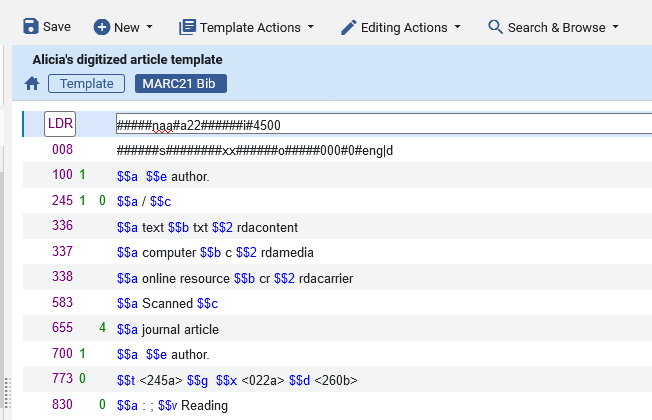 Save New Template Actions Editing Actions Search & Browse
Alicia's digitized article template
Template MARC21 Bib
LDR #####naa#a22######i#4500
008 ######s########xx######o#####000#0#eng|d
100 1 $$a $$e author.
245 1 0 $$a / $$c
336 $$a text $$b txt $$2 rdacontent
337 $$a computer $$b c $$2 rdamedia
338 $$a online resource $$b cr $$2 rdacarrier
583 $$a Scanned $$c
655 4 $$a journal article
700 1 $$a $$e author.
773 0 $$t <245a> $$g $$x <022a> $$d <260b>
830 0 $$a : ; $$v Reading